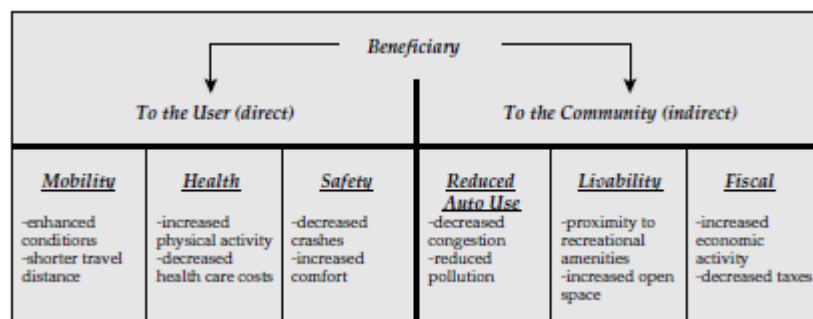 Beneficiary
To the User (direct)
To the Community (indirect)
Mobility
-enhanced
conditions
-shorter travel
distance
Health
-increased
physical activity
-decreased
health care costs
Safety
-decreased
crashes
-increased
comfort
Reduced
Auto Use
-decreased
congestion
-reduced
pollution
Livability
-proximity to
recreational
amenities
-increased open
space
Fiscal
-increased
economic
activity
-decreased taxes